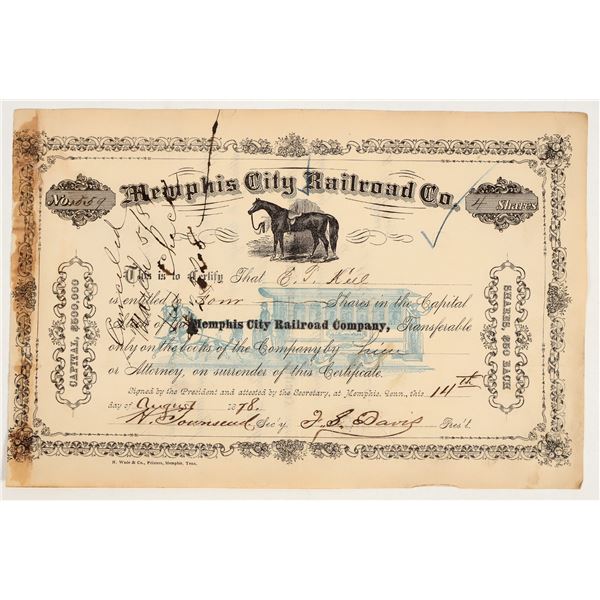 Memphis City Railroad Co.
No. 4 Shares
This is to Certify That E. T. Keel
is entitled to Four Shares in the Capital
Stock of the Memphis City Railroad Company, Transferable
only on the books of the Company by him
or Attorney, on surrender of this Certificate.
Signed by the President and attested by the Secretary, at Memphis, Tenn., this 14th
day of August 1878.
W. Townsend Sec'y. J. S. Davis Pres't.
CAPITAL, $500,000
SHARES, $20 EACH
Cancelled
March
N. Wade & Co., Printers, Memphis, Tenn.